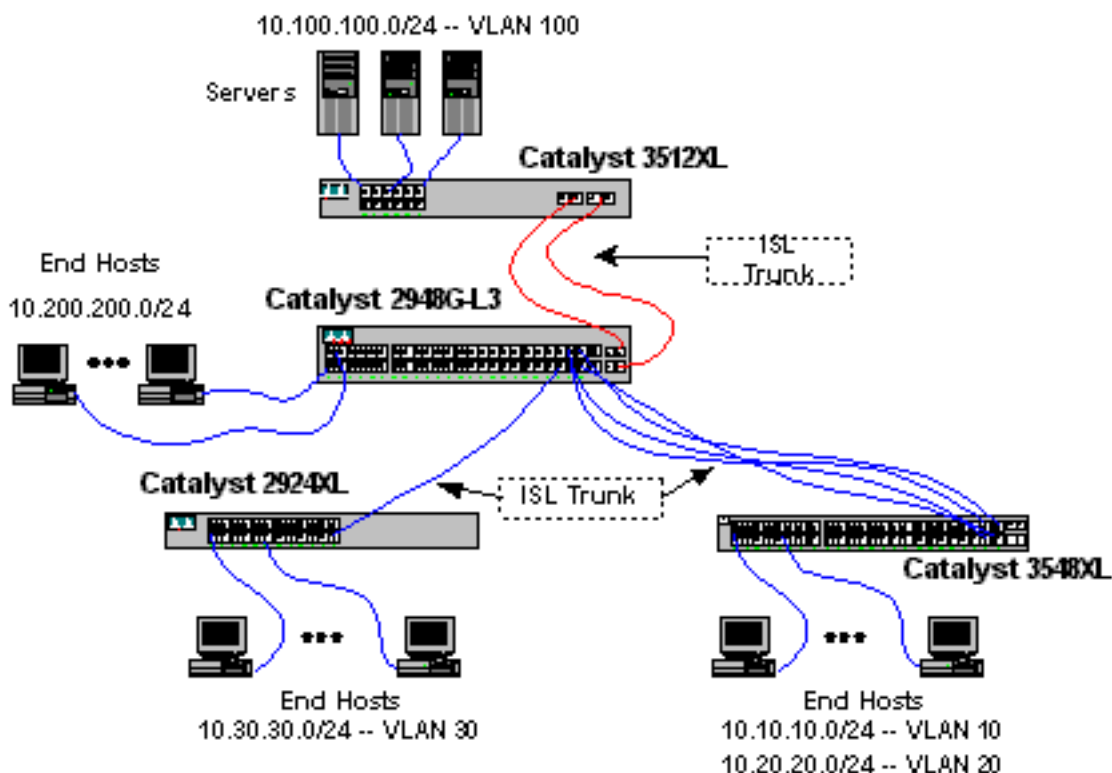 10.100.100.0/24 -- VLAN 100
Servers
Catalyst 3512XL
ISL
Trunk
End Hosts
10.200.200.0/24
Catalyst 2948G-L3
Catalyst 2924XL
ISL Trunk
Catalyst 3548XL
End Hosts
10.30.30.0/24 -- VLAN 30
End Hosts
10.10.10.0/24 -- VLAN 10
10.20.20.0/24 -- VLAN 20